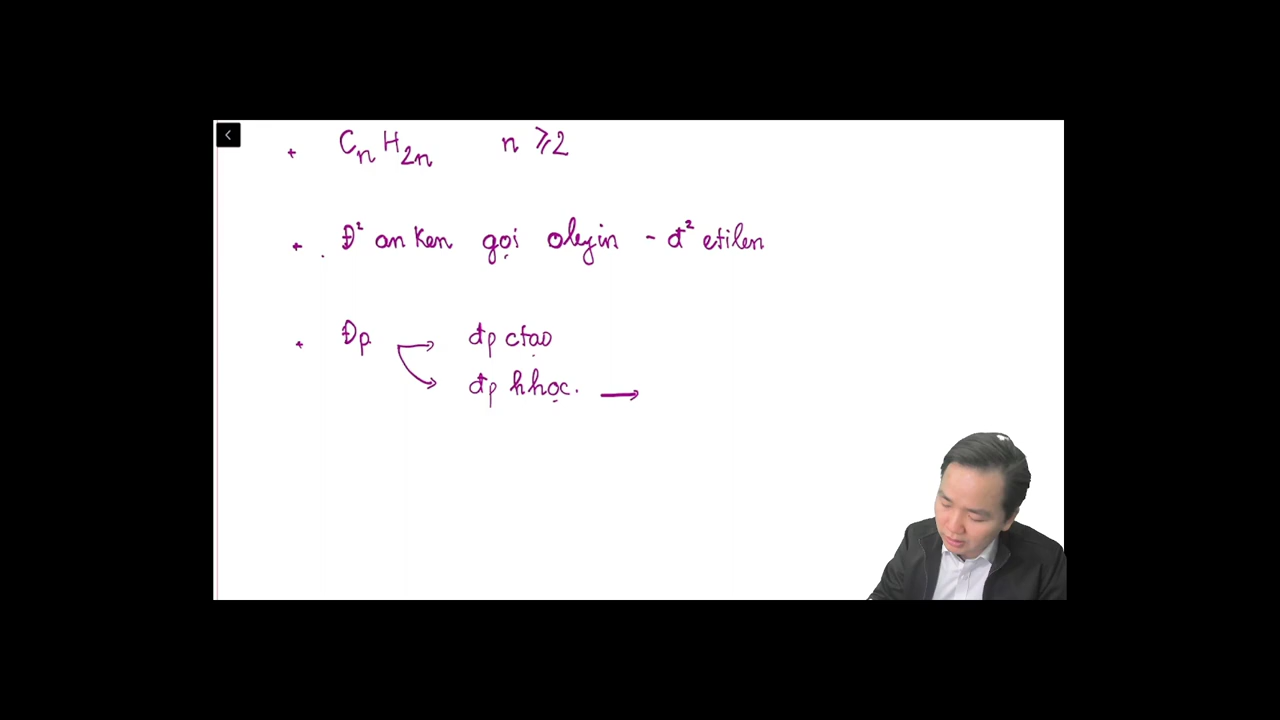 + CnH2n n ⩾ 2
+ Đ² anken gọi olefin - đ² etilen
+ Đp → đp ctạo
→ đp hhọc. →